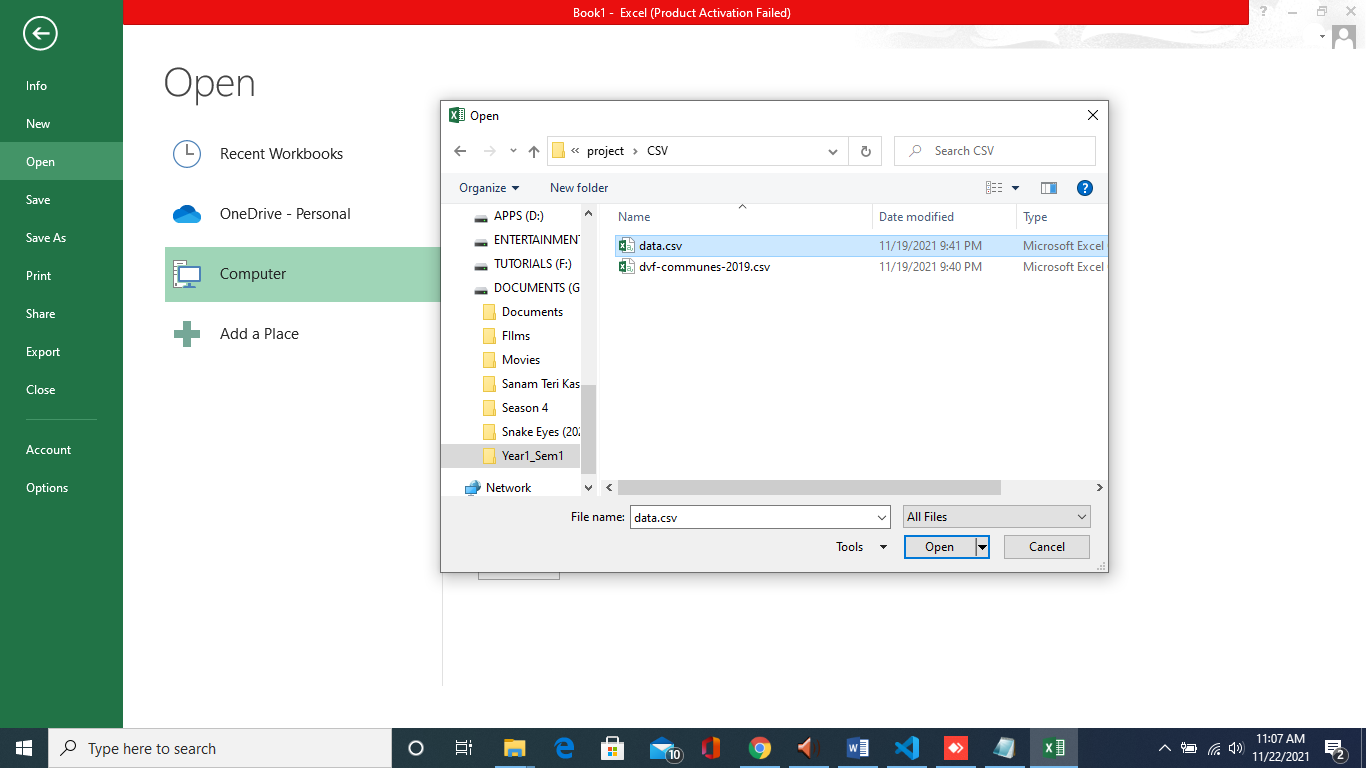 Book1 -  Excel (Product Activation Failed)
Info
New
Open
Save
Save As
Print
Share
Export
Close
Account
Options
Open
Recent Workbooks
OneDrive - Personal
Computer
Add a Place
Open
« project › CSV
Search CSV
Organize
New folder
APPS (D:)
ENTERTAINMENT
TUTORIALS (F:)
DOCUMENTS (G
Documents
FIlms
Movies
Sanam Teri Kas
Season 4
Snake Eyes (202
Year1_Sem1
Network
Name Date modified Type
data.csv 11/19/2021 9:41 PM Microsoft Excel
dvf-communes-2019.csv 11/19/2021 9:40 PM Microsoft Excel
File name: data.csv All Files
Tools Open Cancel
Type here to search
10
11:07 AM
11/22/2021
2